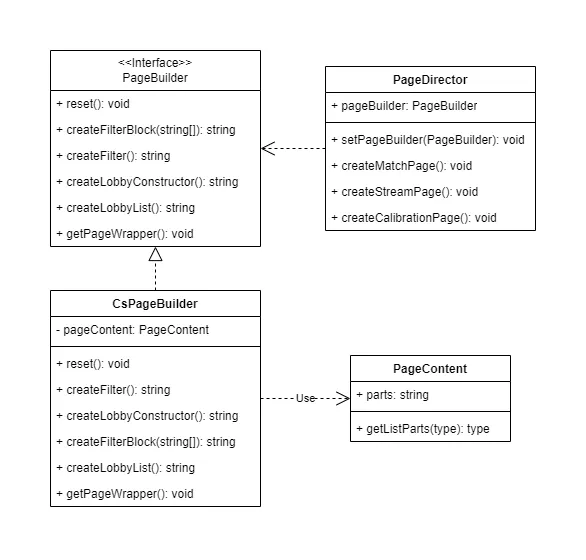 <<Interface>>
PageBuilder
+ reset(): void
+ createFilterBlock(string[]): string
+ createFilter(): string
+ createLobbyConstructor(): string
+ createLobbyList(): string
+ getPageWrapper(): void
PageDirector
+ pageBuilder: PageBuilder
+ setPageBuilder(PageBuilder): void
+ createMatchPage(): void
+ createStreamPage(): void
+ createCalibrationPage(): void
CsPageBuilder
- pageContent: PageContent
+ reset(): void
+ createFilter(): string
+ createLobbyConstructor(): string
+ createFilterBlock(string[]): string
+ createLobbyList(): string
+ getPageWrapper(): void
Use
PageContent
+ parts: string
+ getListParts(type): type